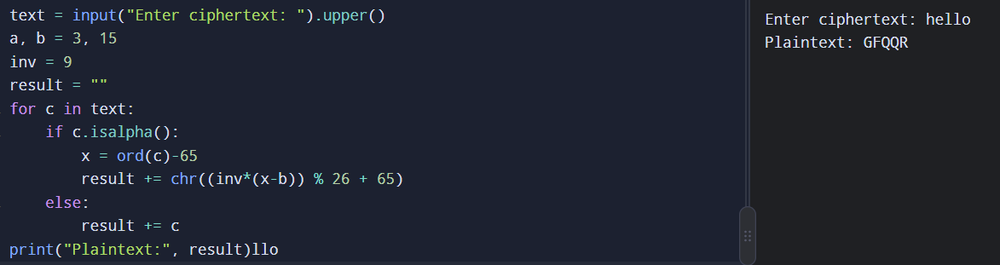 text = input("Enter ciphertext: ").upper()
a, b = 3, 15
inv = 9
result = ""
for c in text:
    if c.isalpha():
        x = ord(c)-65
        result += chr((inv*(x-b)) % 26 + 65)
    else:
        result += c
print("Plaintext:", result)llo
Enter ciphertext: hello
Plaintext: GFQQR